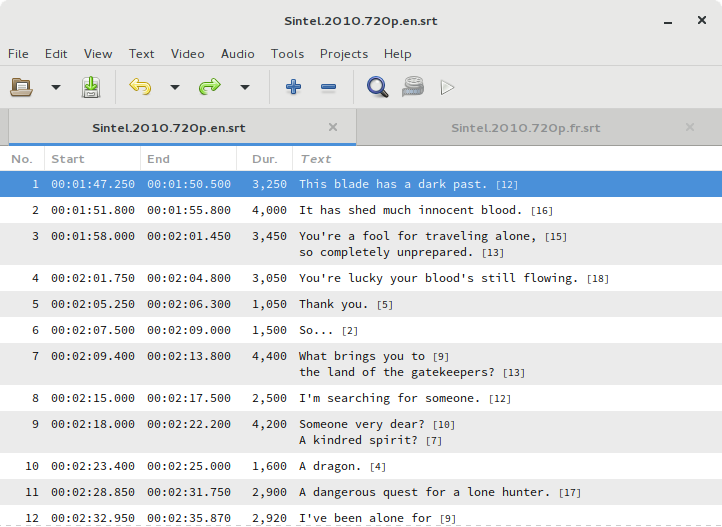 Sintel.2010.720p.en.srt
File Edit View Text Video Audio Tools Projects Help
Sintel.2010.720p.en.srt Sintel.2010.720p.fr.srt
No. Start End Dur. Text
1 00:01:47.250 00:01:50.500 3,250 This blade has a dark past. [12]
2 00:01:51.800 00:01:55.800 4,000 It has shed much innocent blood. [16]
3 00:01:58.000 00:02:01.450 3,450 You're a fool for traveling alone, [15]
so completely unprepared. [13]
4 00:02:01.750 00:02:04.800 3,050 You're lucky your blood's still flowing. [18]
5 00:02:05.250 00:02:06.300 1,050 Thank you. [5]
6 00:02:07.500 00:02:09.000 1,500 So... [2]
7 00:02:09.400 00:02:13.800 4,400 What brings you to [9]
the land of the gatekeepers? [13]
8 00:02:15.000 00:02:17.500 2,500 I'm searching for someone. [12]
9 00:02:18.000 00:02:22.200 4,200 Someone very dear? [10]
A kindred spirit? [7]
10 00:02:23.400 00:02:25.000 1,600 A dragon. [4]
11 00:02:28.850 00:02:31.750 2,900 A dangerous quest for a lone hunter. [17]
12 00:02:32.950 00:02:35.870 2,920 I've been alone for [9]